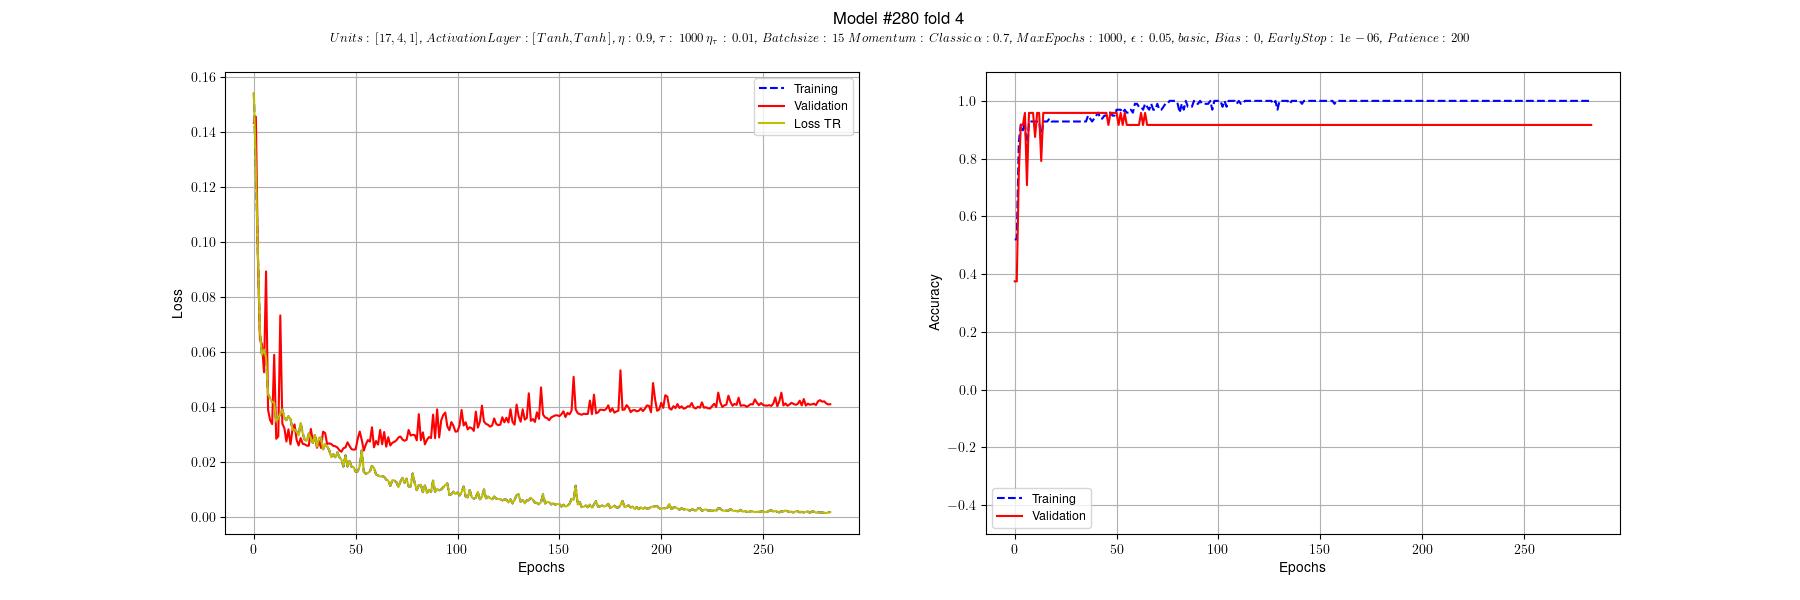 Model #280 fold 4
Units : [17, 4, 1], ActivationLayer : [Tanh, Tanh], η : 0.9, τ : 1000 η_τ : 0.01, Batchsize : 15 Momentum : Classic α : 0.7, MaxEpochs : 1000, ϵ : 0.05, basic, Bias : 0, EarlyStop : 1e − 06, Patience : 200
0.16
0.14
0.12
0.10
0.08
0.06
0.04
0.02
0.00
Loss
0 50 100 150 200 250
Epochs
Training
Validation
Loss TR
1.0
0.8
0.6
0.4
0.2
0.0
−0.2
−0.4
Accuracy
0 50 100 150 200 250
Epochs
Training
Validation